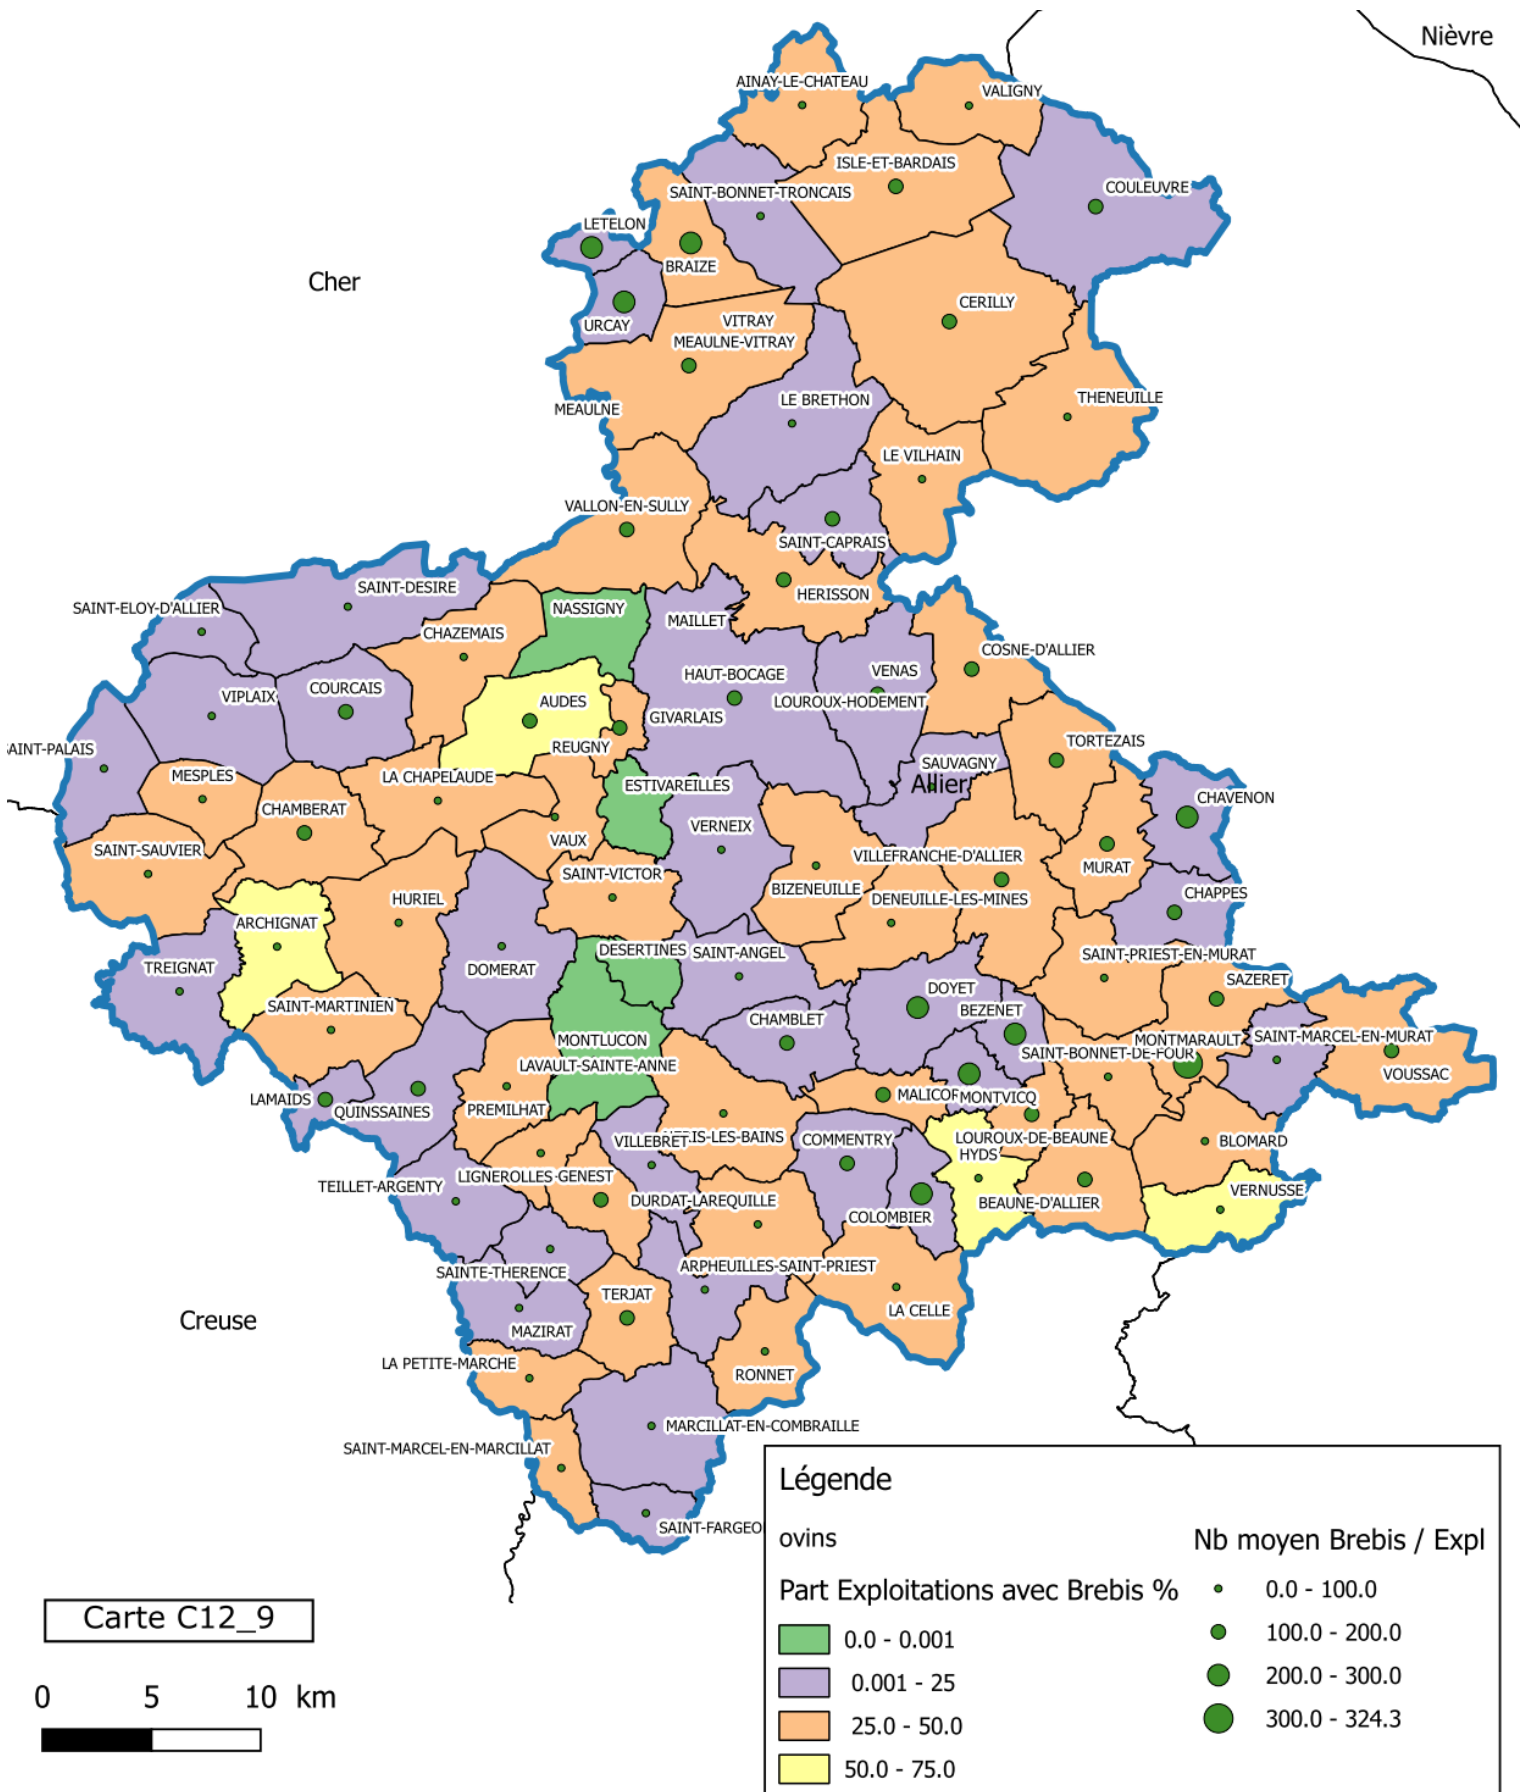 Nièvre
AINAY-LE-CHATEAU
VALIGNY
ISLE-ET-BARDAIS
COULEUVRE
SAINT-BONNET-TRONCAIS
LETELON
BRAIZE
Cher
CERILLY
URCAY
VITRAY
MEAULNE-VITRAY
THENEUILLE
LE BRETHON
MEAULNE
LE VILHAIN
VALLON-EN-SULLY
SAINT-CAPRAIS
SAINT-DESIRE
HERISSON
SAINT-ELOY-D'ALLIER
NASSIGNY
MAILLET
CHAZEMAIS
COSNE-D'ALLIER
VENAS
HAUT-BOCAGE
COURCAIS
VIPLAIX
AUDES
LOUROUX-HODEMENT
GIVARLAIS
TORTEZAIS
AINT-PALAIS
REUGNY
SAUVAGNY
MESPLES
LA CHAPELAUDE
ESTIVAREILLES
Allier
CHAVENON
CHAMBERAT
VERNEIX
VAUX
SAINT-SAUVIER
VILLEFRANCHE-D'ALLIER
MURAT
SAINT-VICTOR
BIZENEUILLE
CHAPPES
HURIEL
DENEUILLE-LES-MINES
ARCHIGNAT
DESERTINES
SAINT-ANGEL
SAINT-PRIEST-EN-MURAT
TREIGNAT
DOMERAT
SAZERET
DOYET
SAINT-MARTINIEN
BEZENET
CHAMBLET
MONTLUCON
MONTMARAULT
SAINT-MARCEL-EN-MURAT
SAINT-BONNET-DE-FOUR
LAVAULT-SAINTE-ANNE
VOUSSAC
LAMAIDS
QUINSSAINES
PREMILHAT
MALICOR
MONTVICQ
VILLEBRET
RIS-LES-BAINS
COMMENTRY
LOUROUX-DE-BEAUNE
BLOMARD
HYDS
LIGNEROLLES
GENEST
TEILLET-ARGENTY
DURDAT-LAREQUILLE
VERNUSSE
BEAUNE-D'ALLIER
COLOMBIER
SAINTE-THERENCE
ARPHEUILLES-SAINT-PRIEST
TERJAT
LA CELLE
Creuse
MAZIRAT
LA PETITE-MARCHE
RONNET
MARCILLAT-EN-COMBRAILLE
SAINT-MARCEL-EN-MARCILLAT
SAINT-FARGEO
Légende
ovins
Part Exploitations avec Brebis %
0.0 - 0.001
0.001 - 25
25.0 - 50.0
50.0 - 75.0
Nb moyen Brebis / Expl
0.0 - 100.0
100.0 - 200.0
200.0 - 300.0
300.0 - 324.3
Carte C12_9
0 5 10 km